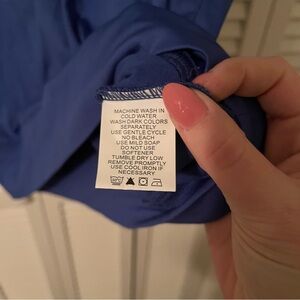 MACHINE WASH IN
COLD WATER
WASH DARK COLORS
SEPARATELY
USE GENTLE CYCLE
NO BLEACH
USE MILD SOAP
DO NOT USE
SOFTENER
TUMBLE DRY LOW
REMOVE PROMPTLY
USE COOL IRON IF
NECESSARY